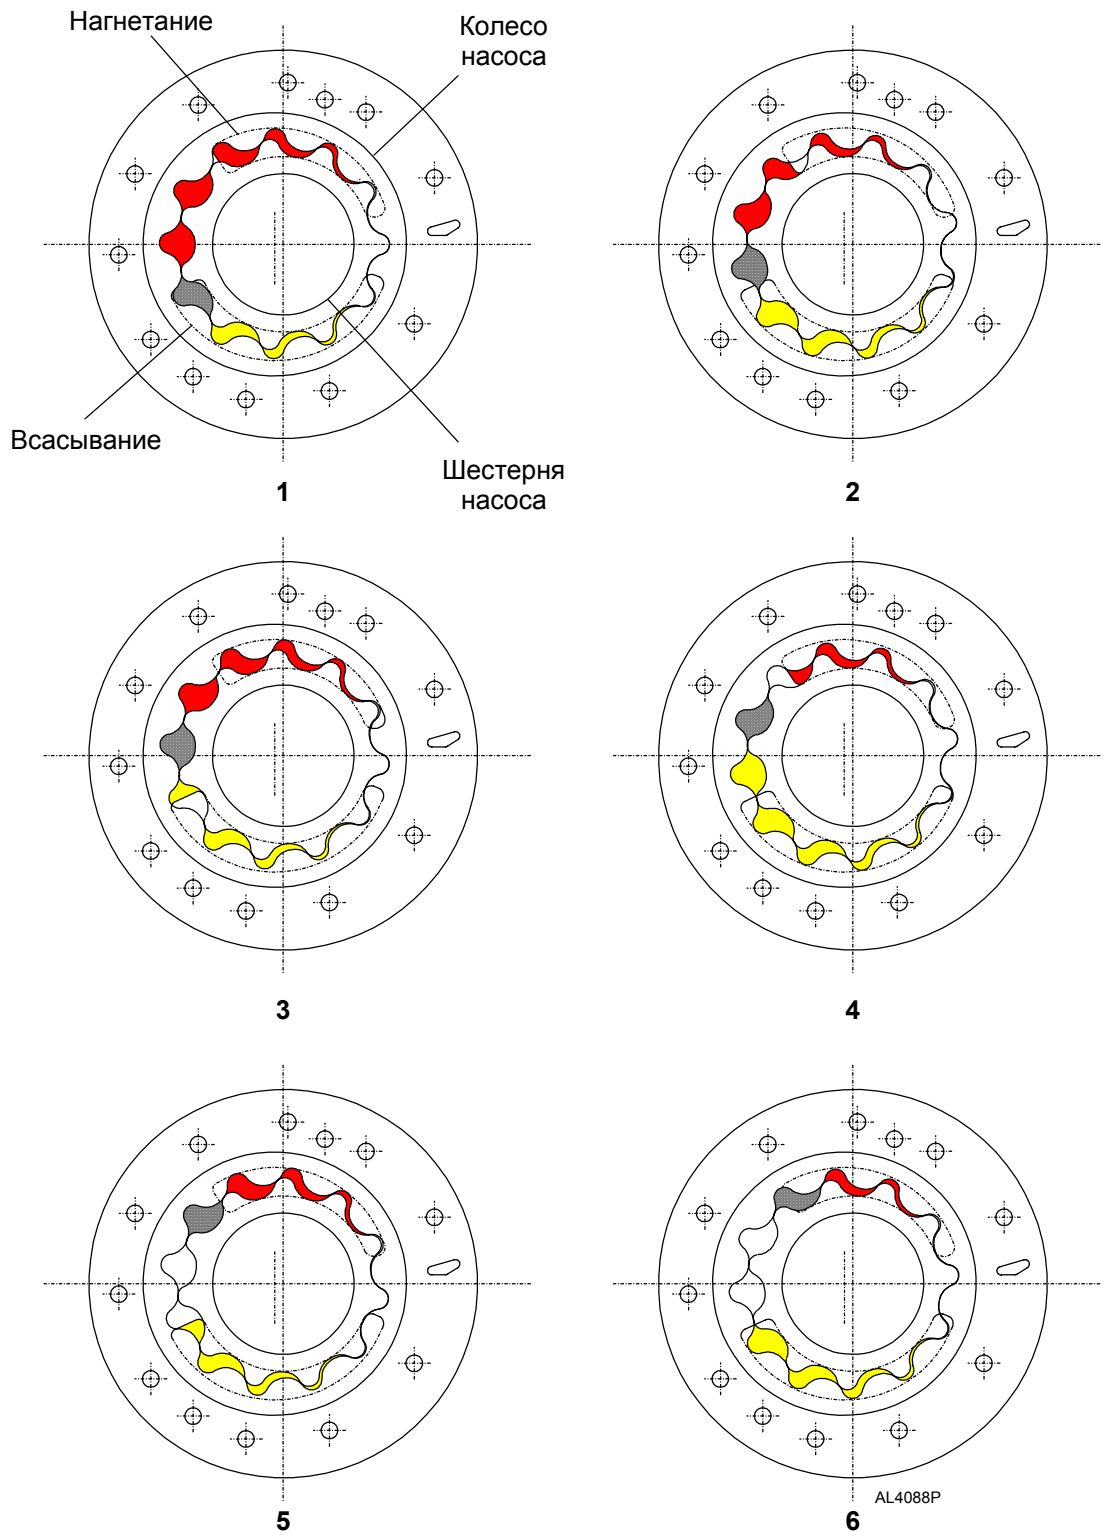 Нагнетание
Колесо
насоса
Всасывание
Шестерня
насоса
1
2
3
4
5
AL4088P
6